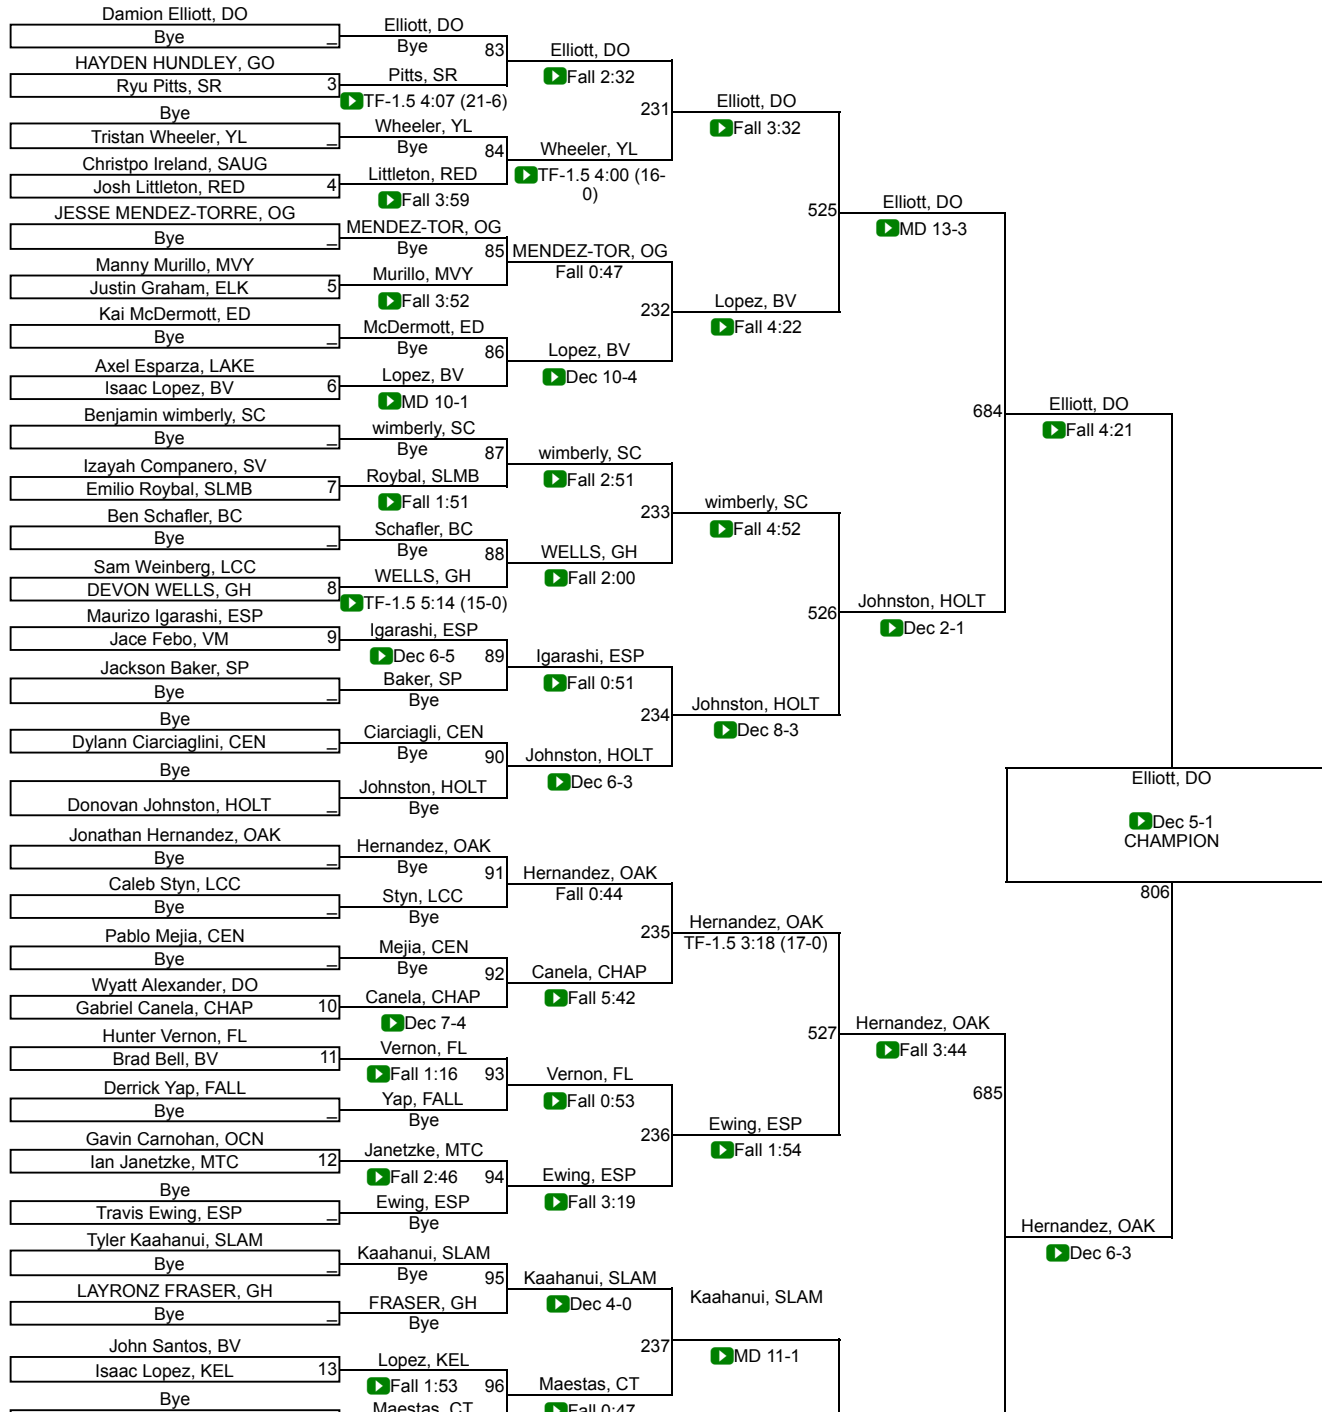 Damion Elliott, DO
Bye _
HAYDEN HUNDLEY, GO
Ryu Pitts, SR 3
Bye
Tristan Wheeler, YL _
Christpo Ireland, SAUG
Josh Littleton, RED 4
JESSE MENDEZ-TORRE, OG
Bye _
Manny Murillo, MVY
Justin Graham, ELK 5
Kai McDermott, ED
Bye _
Axel Esparza, LAKE
Isaac Lopez, BV 6
Benjamin wimberly, SC
Bye _
Izayah Companero, SV
Emilio Roybal, SLMB 7
Ben Schafler, BC
Bye _
Sam Weinberg, LCC
DEVON WELLS, GH 8
Maurizo Igarashi, ESP
Jace Febo, VM 9
Jackson Baker, SP
Bye _
Bye
Dylann Ciarciaglini, CEN _
Bye
Donovan Johnston, HOLT _
Jonathan Hernandez, OAK
Bye _
Caleb Styn, LCC
Bye _
Pablo Mejia, CEN
Bye _
Wyatt Alexander, DO
Gabriel Canela, CHAP 10
Hunter Vernon, FL
Brad Bell, BV 11
Derrick Yap, FALL
Bye _
Gavin Carnohan, OCN
Ian Janetzke, MTC 12
Bye
Travis Ewing, ESP _
Tyler Kaahanui, SLAM
Bye _
LAYRONZ FRASER, GH
Bye _
John Santos, BV
Isaac Lopez, KEL 13
Bye
Elliott, DO
Bye 83
Pitts, SR
TF-1.5 4:07 (21-6)
Wheeler, YL
Bye 84
Littleton, RED
Fall 3:59
MENDEZ-TOR, OG
Bye 85
Murillo, MVY
Fall 3:52
McDermott, ED
Bye 86
Lopez, BV
MD 10-1
wimberly, SC
Bye 87
Roybal, SLMB
Fall 1:51
Schafler, BC
Bye 88
WELLS, GH
TF-1.5 5:14 (15-0)
Igarashi, ESP
Dec 6-5 89
Baker, SP
Bye
Ciarciagli, CEN
Bye 90
Johnston, HOLT
Bye
Hernandez, OAK
Bye 91
Styn, LCC
Bye
Mejia, CEN
Bye 92
Canela, CHAP
Dec 7-4
Vernon, FL
Fall 1:16 93
Yap, FALL
Bye
Janetzke, MTC
Fall 2:46 94
Ewing, ESP
Bye
Kaahanui, SLAM
Bye 95
FRASER, GH
Bye
Lopez, KEL
Fall 1:53 96
Maestas, CT
Elliott, DO
Fall 2:32
231
Wheeler, YL
TF-1.5 4:00 (16-
0)
MENDEZ-TOR, OG
Fall 0:47
232
Lopez, BV
Dec 10-4
wimberly, SC
Fall 2:51
233
WELLS, GH
Fall 2:00
Igarashi, ESP
Fall 0:51
234
Johnston, HOLT
Dec 6-3
Hernandez, OAK
Fall 0:44
235
Canela, CHAP
Fall 5:42
Vernon, FL
Fall 0:53
236
Ewing, ESP
Fall 3:19
Kaahanui, SLAM
Dec 4-0
237
Maestas, CT
Fall 0:47
Elliott, DO
Fall 3:32
525
Lopez, BV
Fall 4:22
wimberly, SC
Fall 4:52
526
Johnston, HOLT
Dec 8-3
Hernandez, OAK
TF-1.5 3:18 (17-0)
527
Ewing, ESP
Fall 1:54
Kaahanui, SLAM
MD 11-1
Elliott, DO
MD 13-3
684
Johnston, HOLT
Dec 2-1
Hernandez, OAK
Fall 3:44
685
Elliott, DO
Fall 4:21
Elliott, DO
Dec 5-1
CHAMPION
806
Hernandez, OAK
Dec 6-3